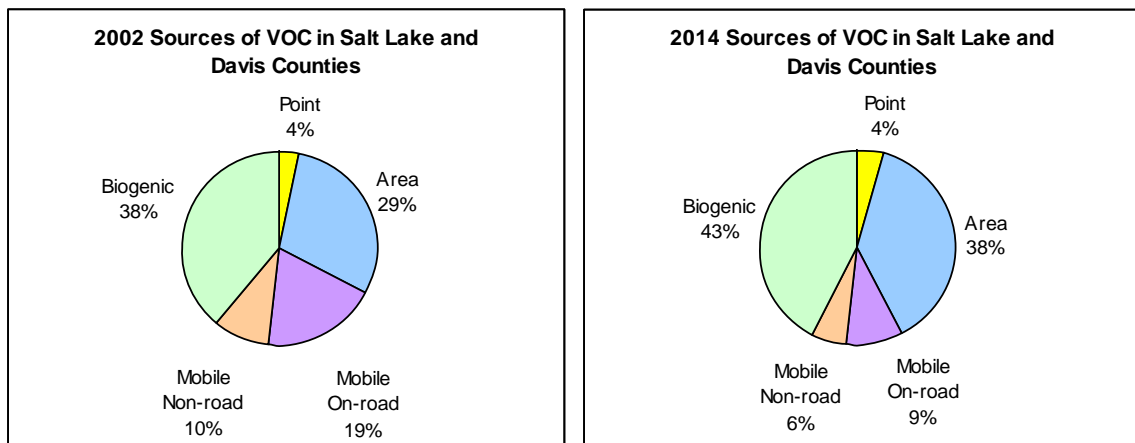 2002 Sources of VOC in Salt Lake and
Davis Counties
Point
4%
Area
29%
Biogenic
38%
Mobile
Non-road
10%
Mobile
On-road
19%
2014 Sources of VOC in Salt Lake and
Davis Counties
Point
4%
Biogenic
43%
Area
38%
Mobile
Non-road
6%
Mobile
On-road
9%